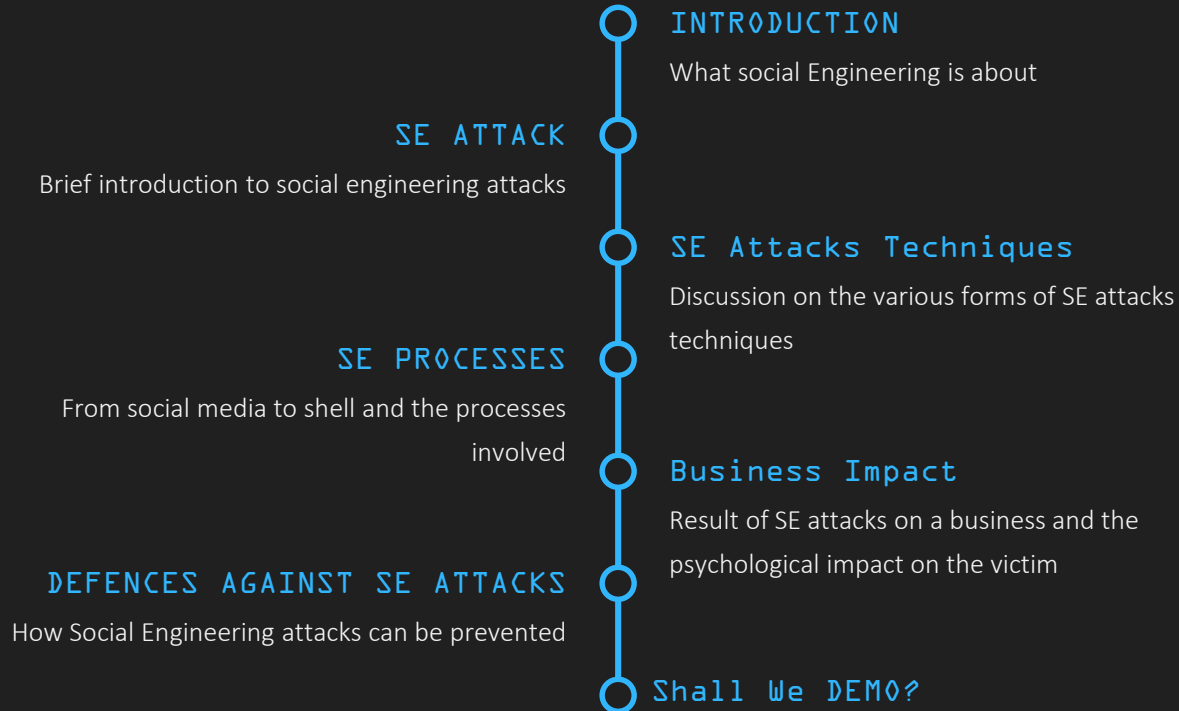 INTRODUCTION
What social Engineering is about
SE ATTACK
Brief introduction to social engineering attacks
SE Attacks Techniques
Discussion on the various forms of SE attacks
techniques
SE PROCESSES
From social media to shell and the processes
involved
Business Impact
Result of SE attacks on a business and the
psychological impact on the victim
DEFENCES AGAINST SE ATTACKS
How Social Engineering attacks can be prevented
Shall We DEMO?